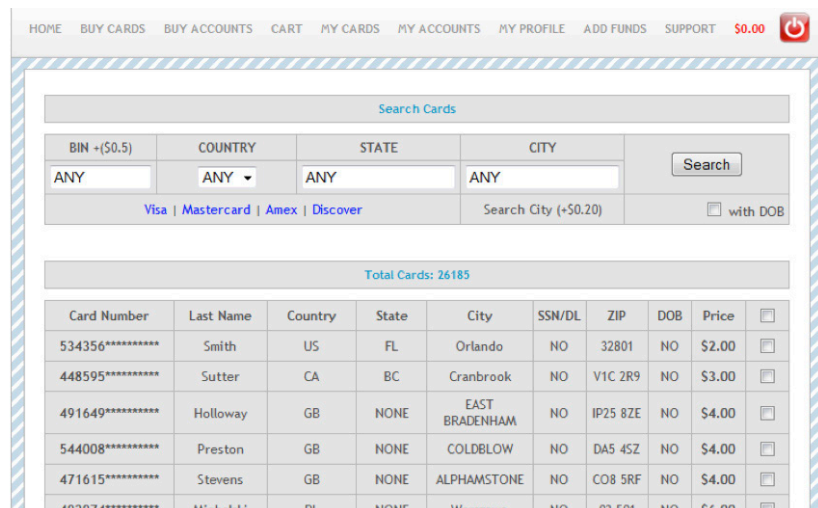 HOME BUY CARDS BUY ACCOUNTS CART MY CARDS MY ACCOUNTS MY PROFILE ADD FUNDS SUPPORT $0.00
Search Cards
BIN +($0.5) COUNTRY STATE CITY
ANY ANY ANY ANY Search
Visa | Mastercard | Amex | Discover Search City (+$0.20) with DOB
Total Cards: 26185
Card Number Last Name Country State City SSN/DL ZIP DOB Price
534356********** Smith US FL Orlando NO 32801 NO $2.00
448595********** Sutter CA BC Cranbrook NO V1C 2R9 NO $3.00
491649********** Holloway GB NONE EAST BRADENHAM NO IP25 8ZE NO $4.00
544008********** Preston GB NONE COLDBLOW NO DA5 4SZ NO $4.00
471615********** Stevens GB NONE ALPHAMSTONE NO CO8 5RF NO $4.00